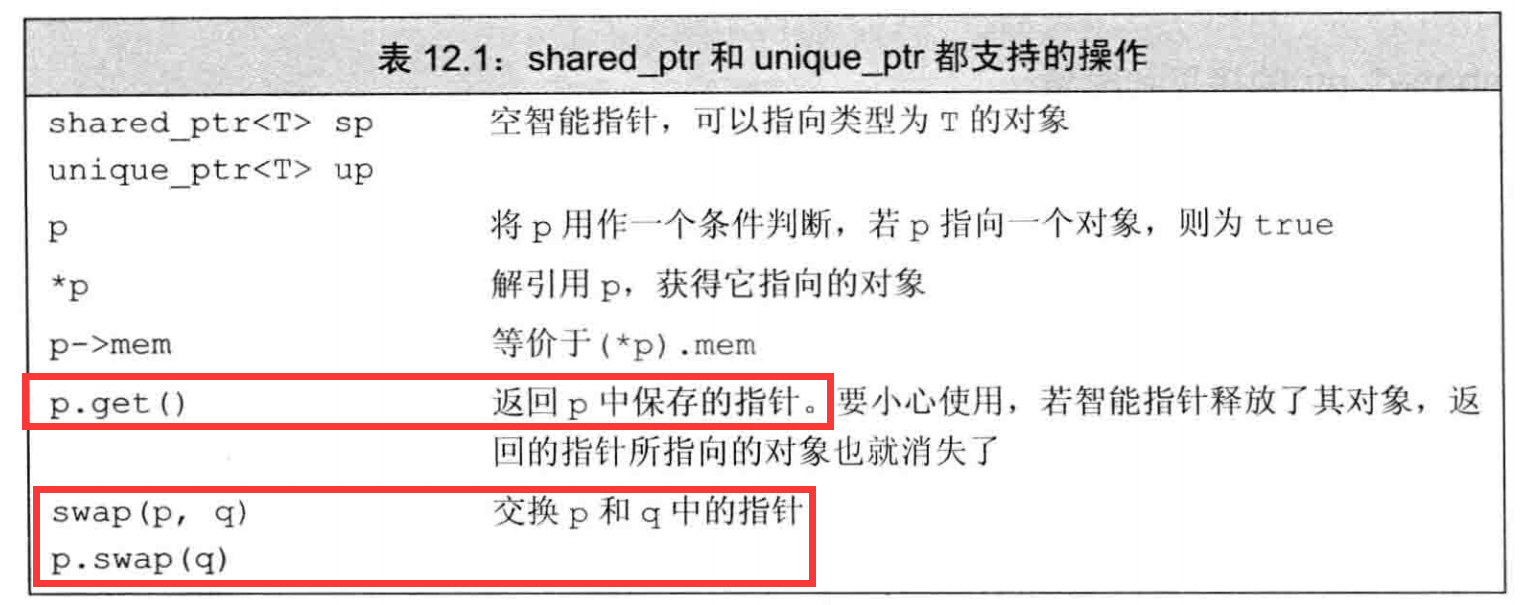 表 12.1：shared_ptr 和 unique_ptr 都支持的操作
shared_ptr<T> sp 空智能指针，可以指向类型为 T 的对象
unique_ptr<T> up
p 将 p 用作一个条件判断，若 p 指向一个对象，则为 true
*p 解引用 p，获得它指向的对象
p->mem 等价于(*p).mem
p.get() 返回 p 中保存的指针。要小心使用，若智能指针释放了其对象，返
回的指针所指向的对象也就消失了
swap(p, q) 交换 p 和 q 中的指针
p.swap(q)